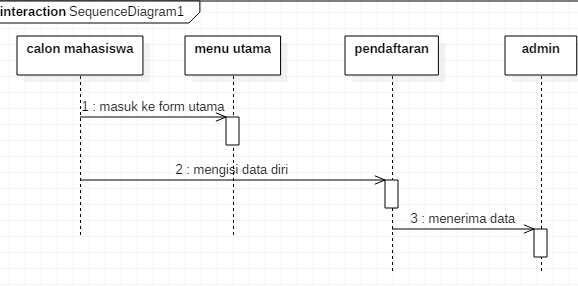 interaction SequenceDiagram1
calon mahasiswa
menu utama
pendaftaran
admin
1 : masuk ke form utama
2 : mengisi data diri
3 : menerima data